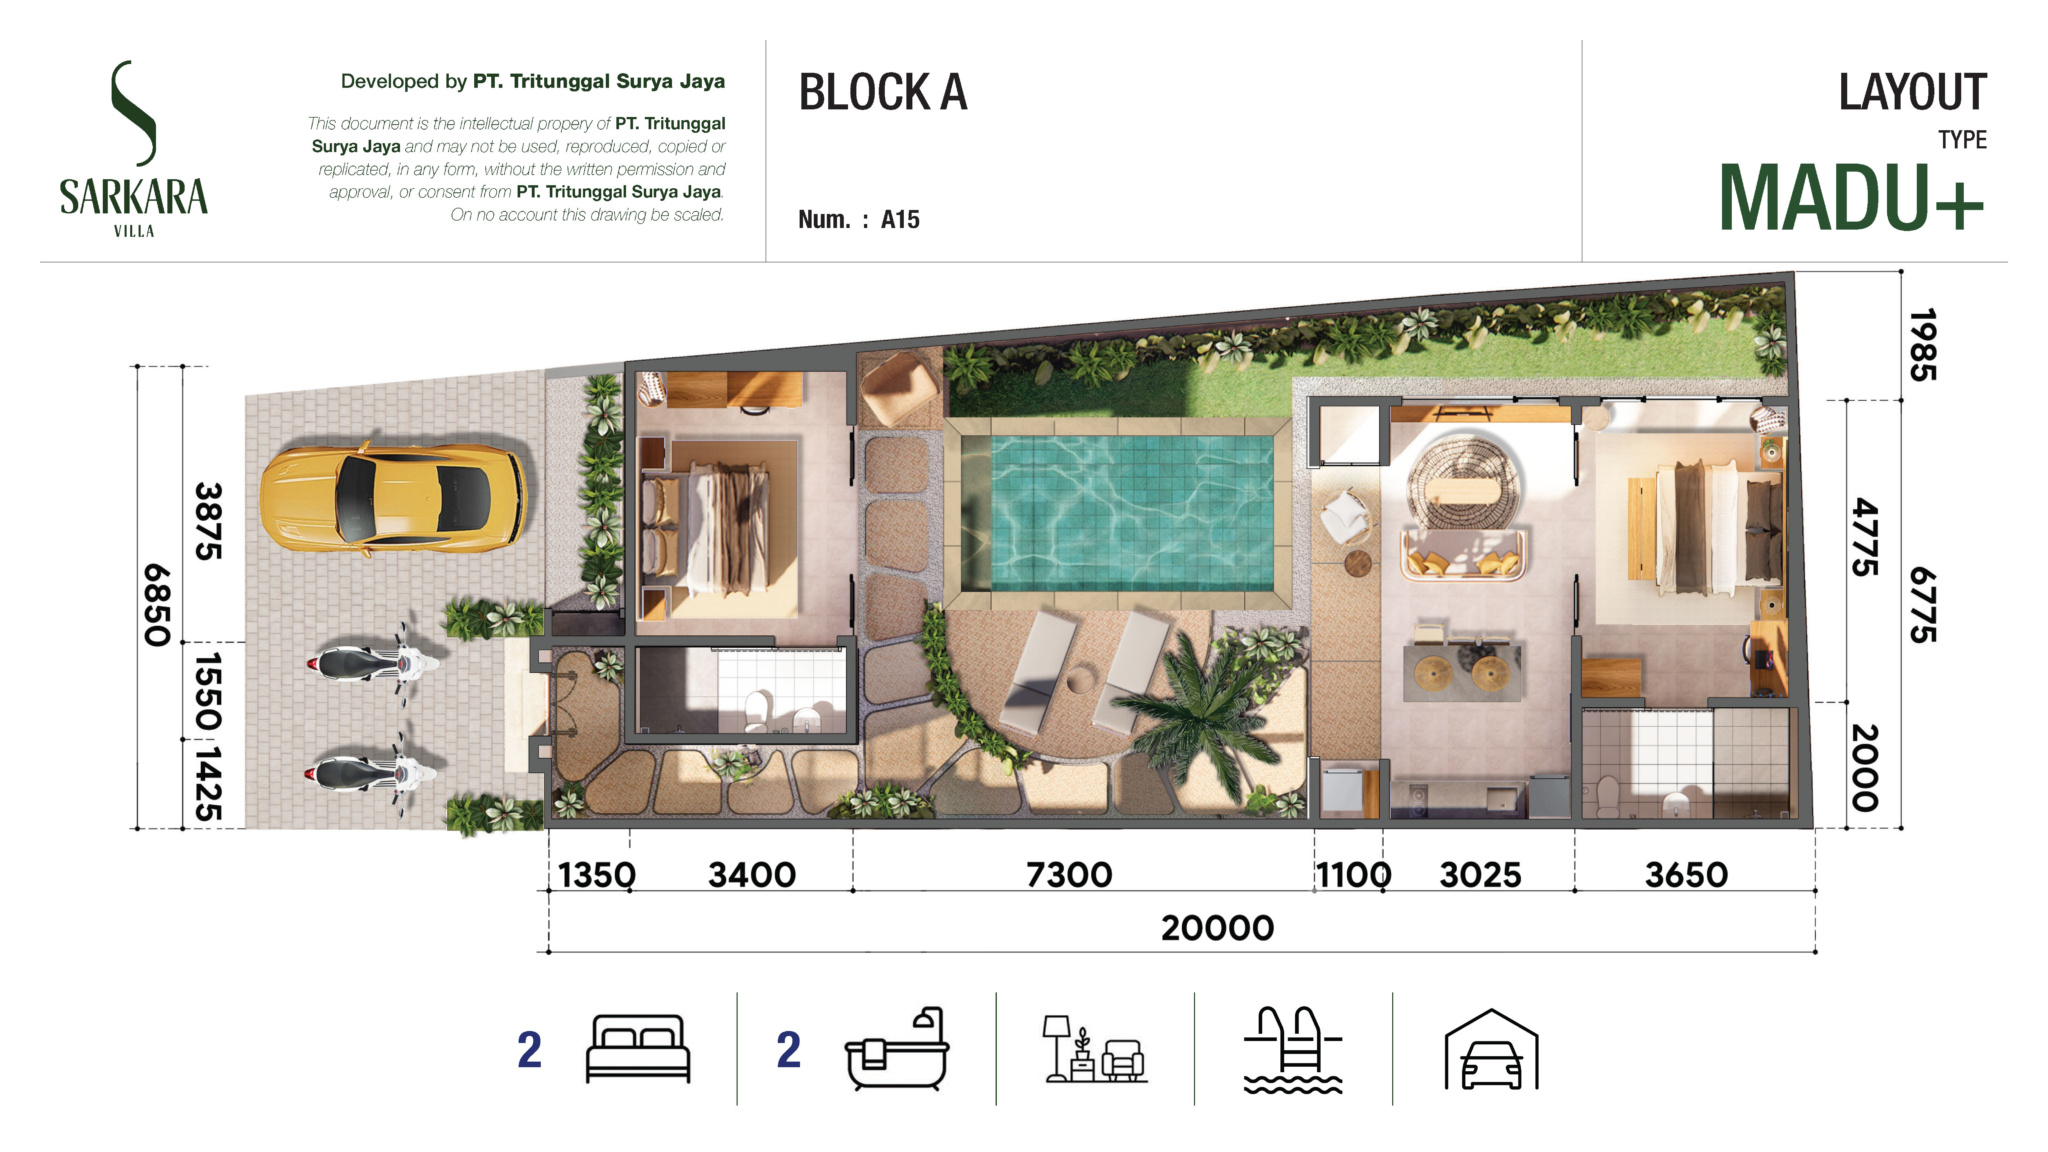 SARKARA
VILLA
Developed by PT. Tritunggal Surya Jaya
This document is the intellectual propery of PT. Tritunggal
Surya Jaya and may not be used, reproduced, copied or
replicated, in any form, without the written permission and
approval, or consent from PT. Tritunggal Surya Jaya.
On no account this drawing be scaled.
BLOCK A
Num. : A15
LAYOUT
TYPE
MADU+
6850
3875
1550
1425
1985
4775
6775
2000
1350
3400
7300
1100
3025
3650
20000
2
2